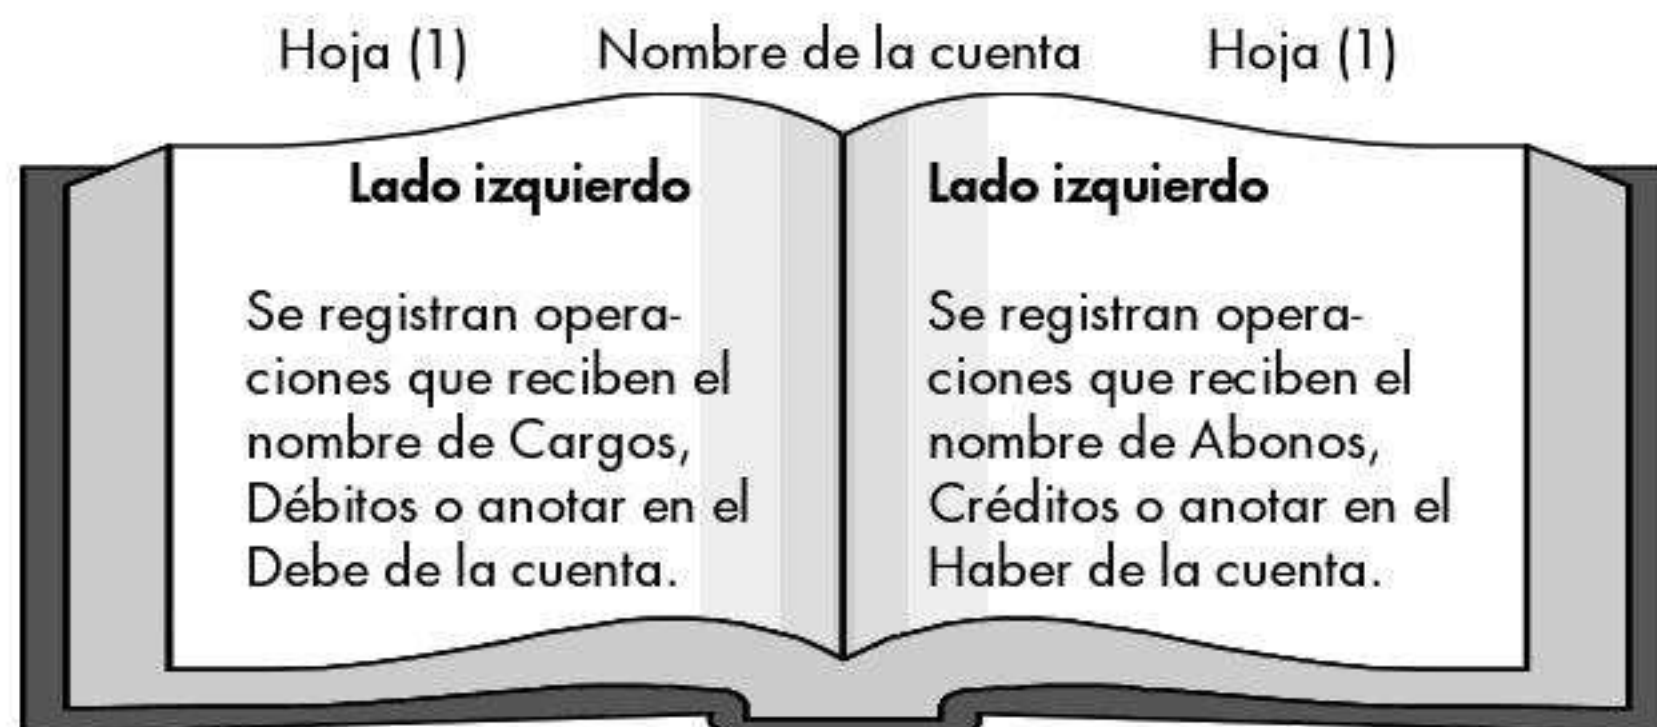 Hoja (1) Nombre de la cuenta Hoja (1)
Lado izquierdo
Se registran opera-
ciones que reciben el
nombre de Cargos,
Débitos o anotar en el
Debe de la cuenta.
Lado izquierdo
Se registran opera-
ciones que reciben el
nombre de Abonos,
Créditos o anotar en el
Haber de la cuenta.